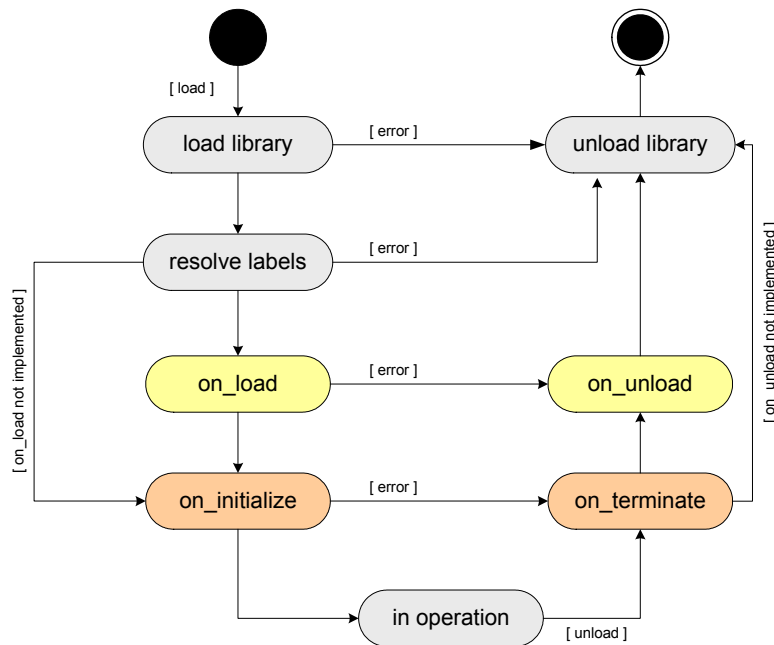 [ load ]
load library
[ error ]
unload library
resolve labels
[ error ]
[ on_load not implemented ]
[ on_unload not implemented ]
on_load
[ error ]
on_unload
on_initialize
[ error ]
on_terminate
in operation
[ unload ]